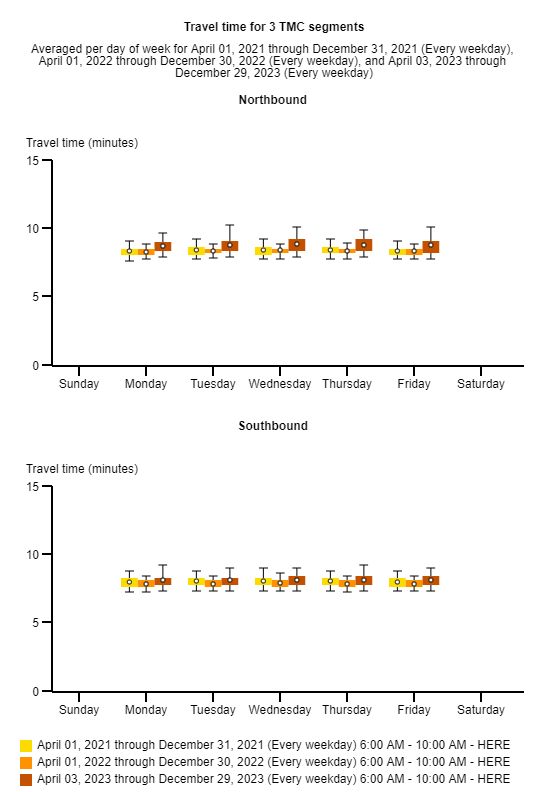 Travel time for 3 TMC segments
Averaged per day of week for April 01, 2021 through December 31, 2021 (Every weekday),
April 01, 2022 through December 30, 2022 (Every weekday), and April 03, 2023 through
December 29, 2023 (Every weekday)
Northbound
Travel time (minutes)
15
10
5
0
Sunday Monday Tuesday Wednesday Thursday Friday Saturday
Southbound
Travel time (minutes)
15
10
5
0
Sunday Monday Tuesday Wednesday Thursday Friday Saturday
April 01, 2021 through December 31, 2021 (Every weekday) 6:00 AM - 10:00 AM - HERE
April 01, 2022 through December 30, 2022 (Every weekday) 6:00 AM - 10:00 AM - HERE
April 03, 2023 through December 29, 2023 (Every weekday) 6:00 AM - 10:00 AM - HERE